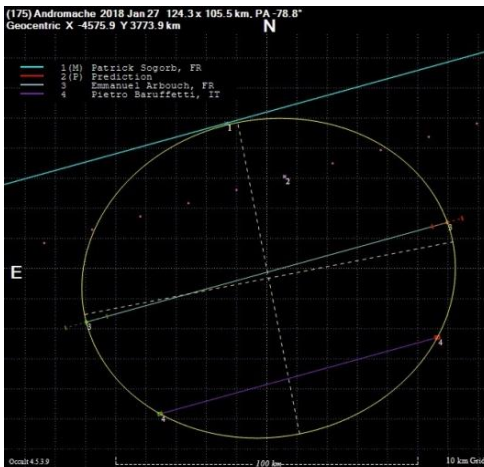 (175) Andromache 2018 Jan 27 124.3 x 105.5 km, PA -78.8°
Geocentric X -4575.9 Y 3773.9 km
N
1(M) Patrick Sogorb, FR
2(P) Prediction
3 Emmanuel Arbouch, FR
4 Pietro Baruffetti, IT
1
2
3
E
3
4
4
Occult 4.5.3.9
100 km
10 km Grid